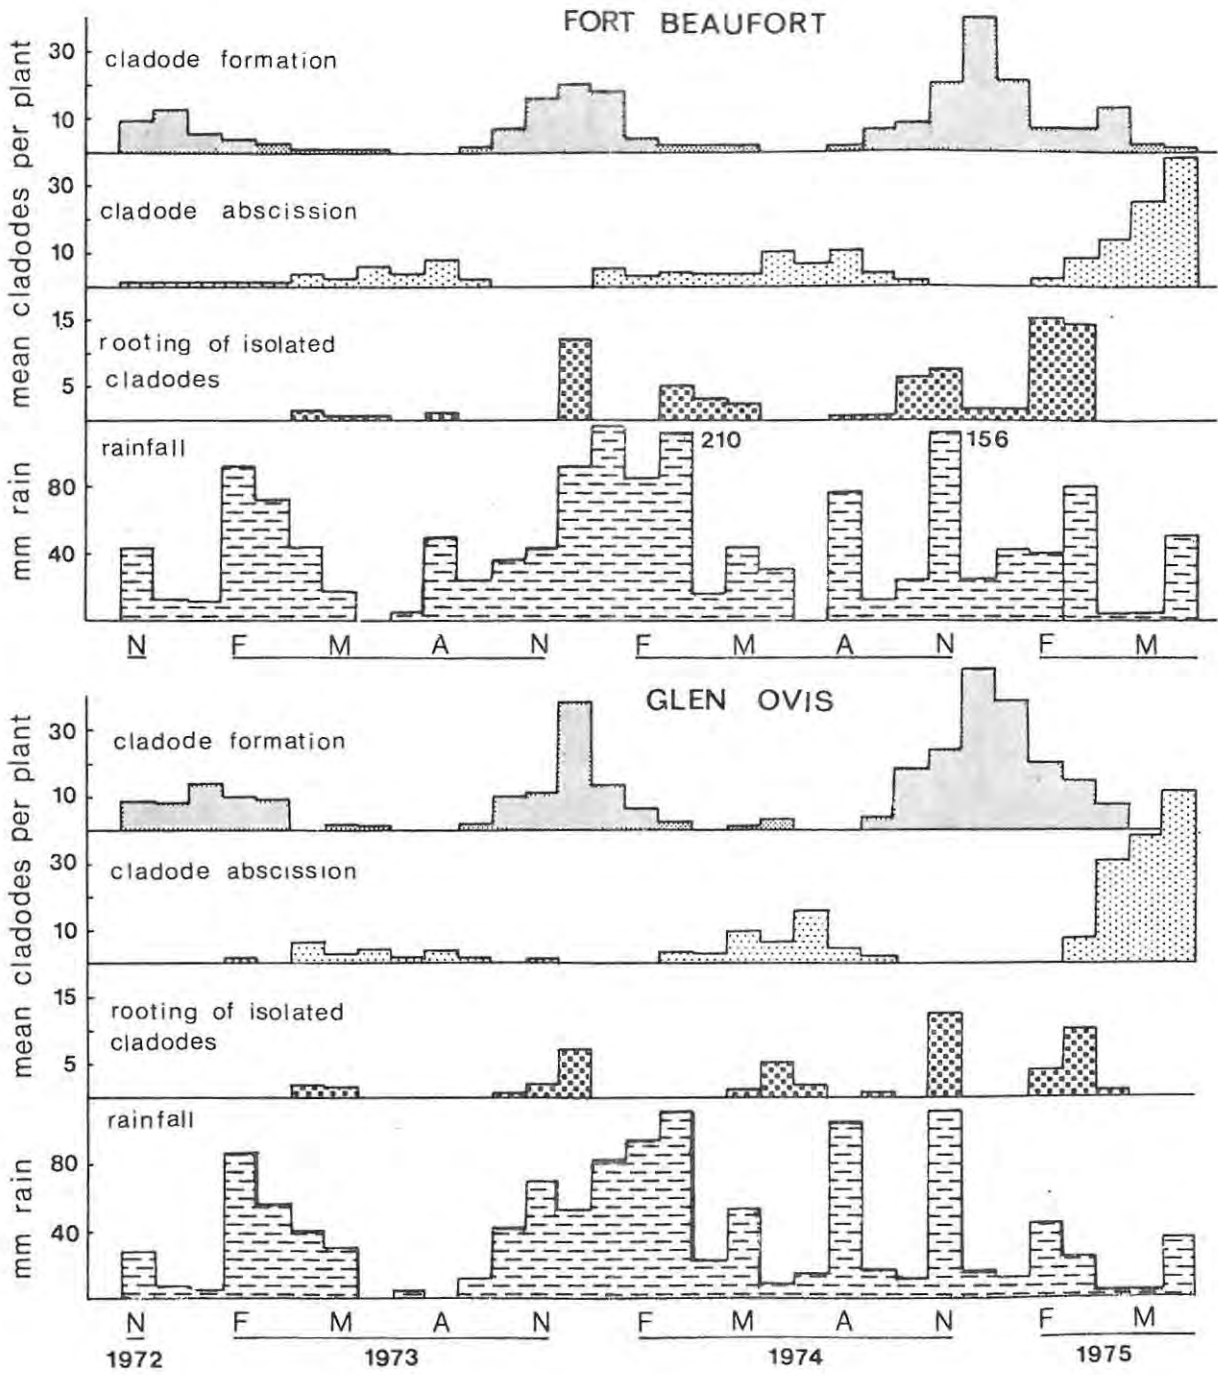 FORT BEAUFORT
mean cladodes per plant
30
10
cladode formation
30
10
cladode abscission
15
5
rooting of isolated
cladodes
mm rain
80
40
rainfall
210
156
N F M A N F M A N F M
GLEN OVIS
mean cladodes per plant
30
10
cladode formation
30
10
cladode abscission
15
5
rooting of isolated
cladodes
mm rain
80
40
rainfall
N F M A N F M A N F M
1972 1973 1974 1975